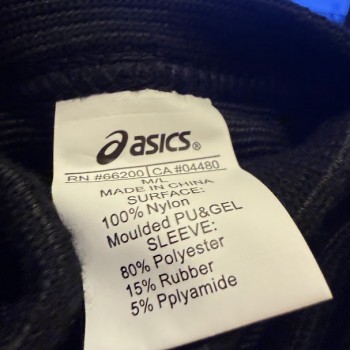 asics®
RN #66200 CA #04480
M/L
MADE IN CHINA
SURFACE:
100% Nylon
Moulded PU&GEL
SLEEVE:
80% Polyester
15% Rubber
5% Pplyamide